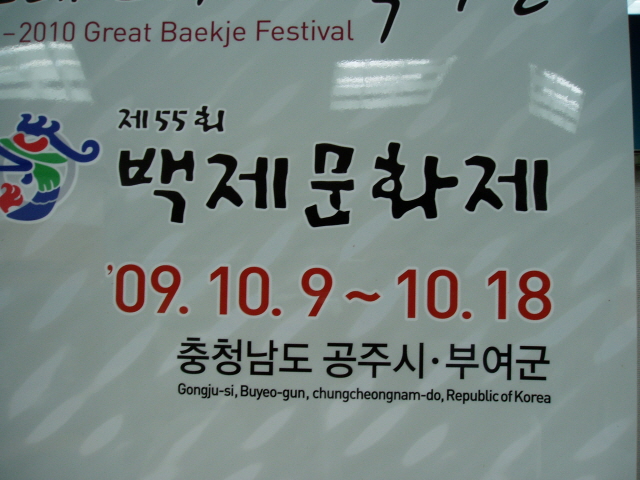 –2010 Great Baekje Festival
제55회
백제문화제
'09. 10. 9 ~ 10. 18
충청남도 공주시·부여군
Gongju-si, Buyeo-gun, chungcheongnam-do, Republic of Korea